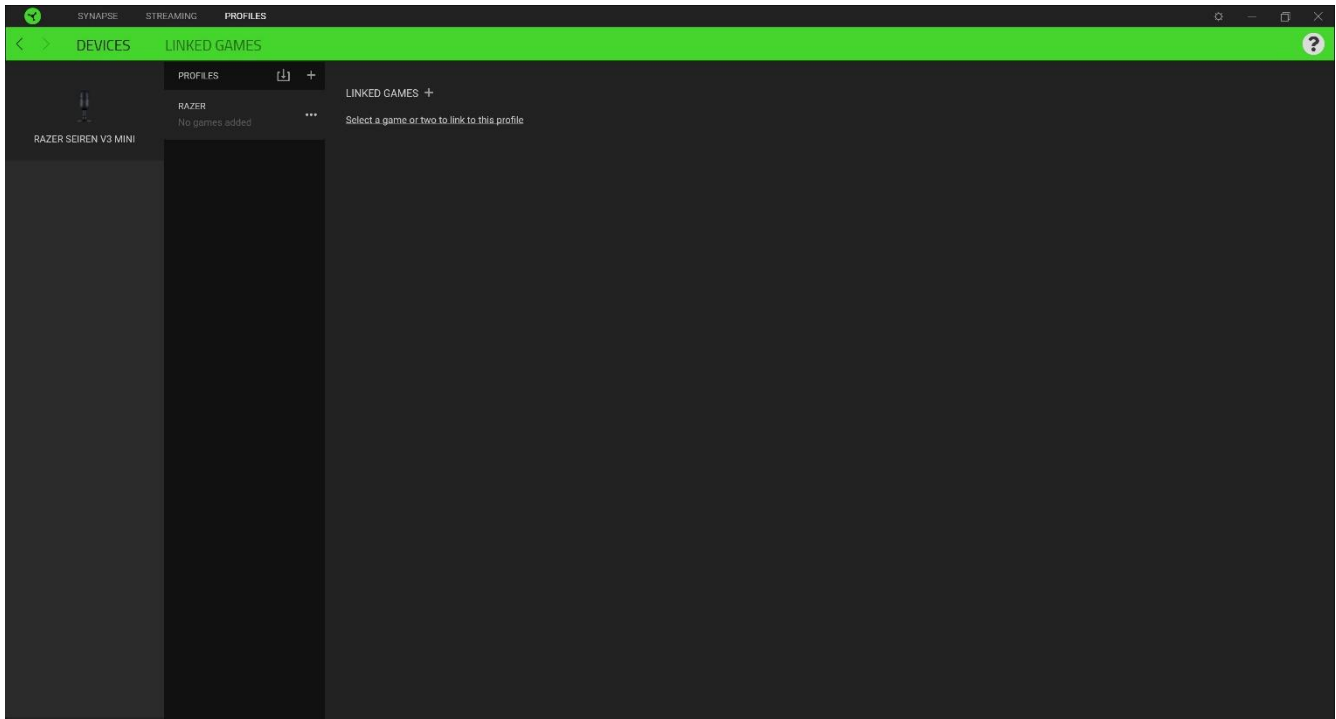 SYNAPSE STREAMING PROFILES
DEVICES LINKED GAMES
?
PROFILES
LINKED GAMES
RAZER
No games added
Select a game or two to link to this profile
RAZER SEIREN V3 MINI